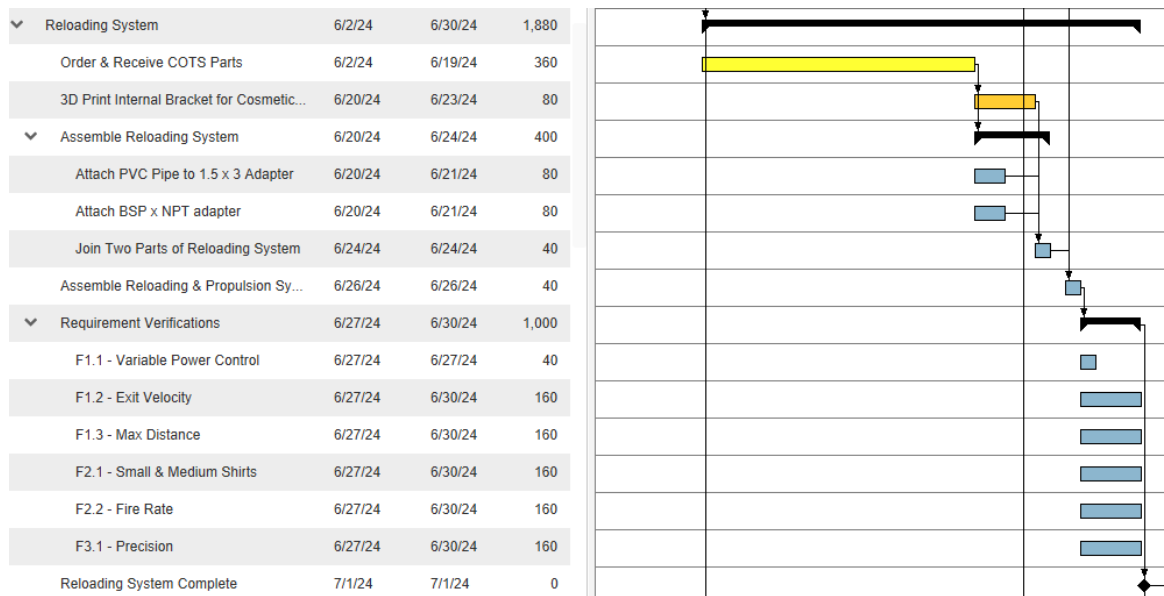 Reloading System 6/2/24 6/30/24 1,880
Order & Receive COTS Parts 6/2/24 6/19/24 360
3D Print Internal Bracket for Cosmetic... 6/20/24 6/23/24 80
Assemble Reloading System 6/20/24 6/24/24 400
Attach PVC Pipe to 1.5 x 3 Adapter 6/20/24 6/21/24 80
Attach BSP x NPT adapter 6/20/24 6/21/24 80
Join Two Parts of Reloading System 6/24/24 6/24/24 40
Assemble Reloading & Propulsion Sy... 6/26/24 6/26/24 40
Requirement Verifications 6/27/24 6/30/24 1,000
F1.1 - Variable Power Control 6/27/24 6/27/24 40
F1.2 - Exit Velocity 6/27/24 6/30/24 160
F1.3 - Max Distance 6/27/24 6/30/24 160
F2.1 - Small & Medium Shirts 6/27/24 6/30/24 160
F2.2 - Fire Rate 6/27/24 6/30/24 160
F3.1 - Precision 6/27/24 6/30/24 160
Reloading System Complete 7/1/24 7/1/24 0